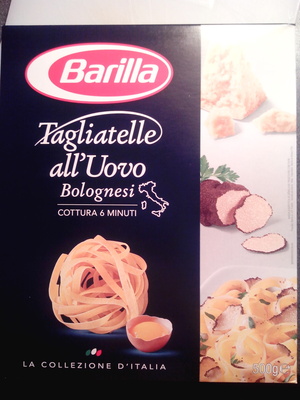 Barilla
Tagliatelle
all'Uovo
Bolognesi
COTTURA 6 MINUTI
LA COLLEZIONE D'ITALIA